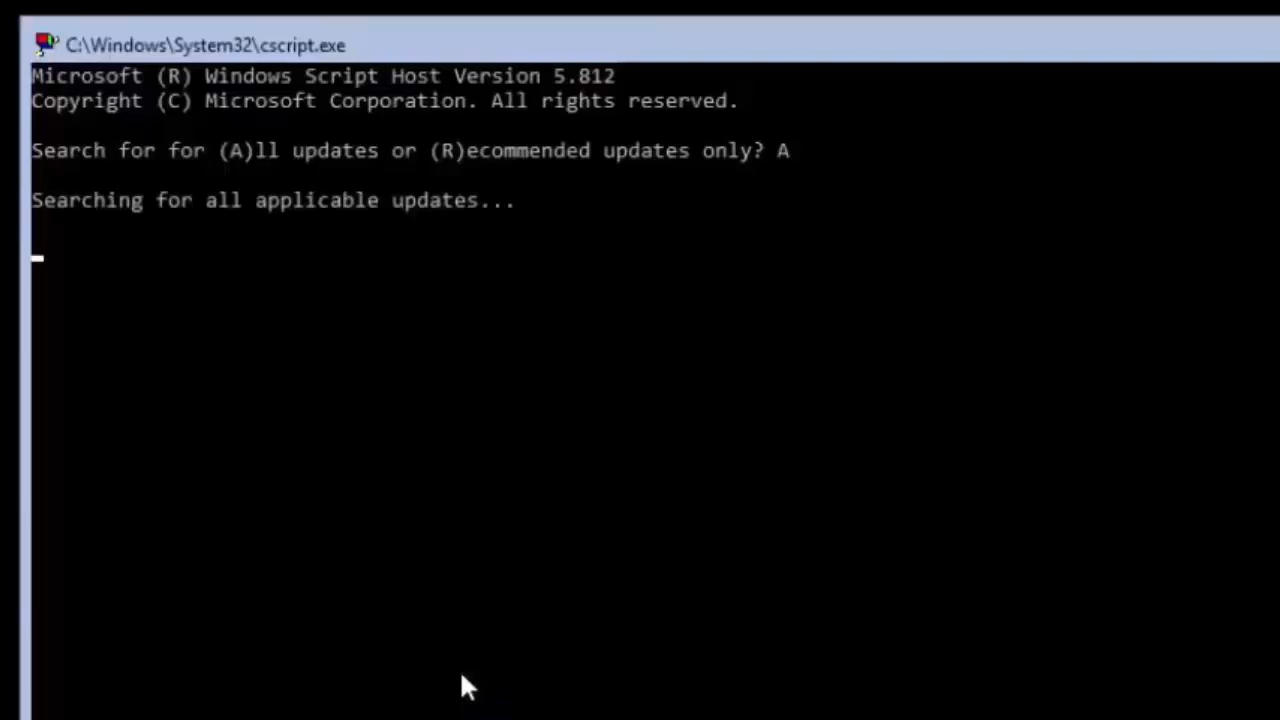 C:\Windows\System32\cscript.exe
Microsoft (R) Windows Script Host Version 5.812
Copyright (C) Microsoft Corporation. All rights reserved.
Search for for (A)ll updates or (R)ecommended updates only? A
Searching for all applicable updates...